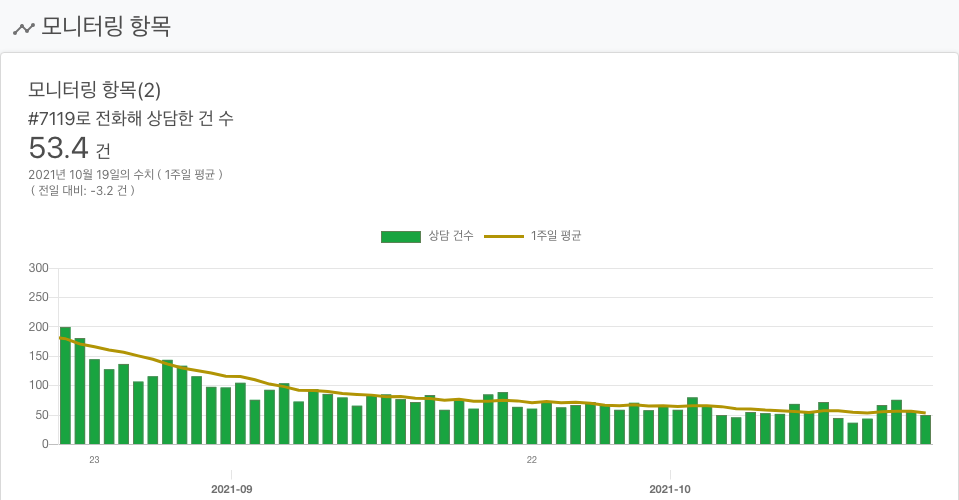 모니터링 항목
모니터링 항목(2)
#7119로 전화해 상담한 건 수
53.4 건
2021년 10월 19일의 수치 ( 1주일 평균 )
( 전일 대비: -3.2 건 )
상담 건수 1주일 평균
300
250
200
150
100
50
0
23 22
2021-09 2021-10